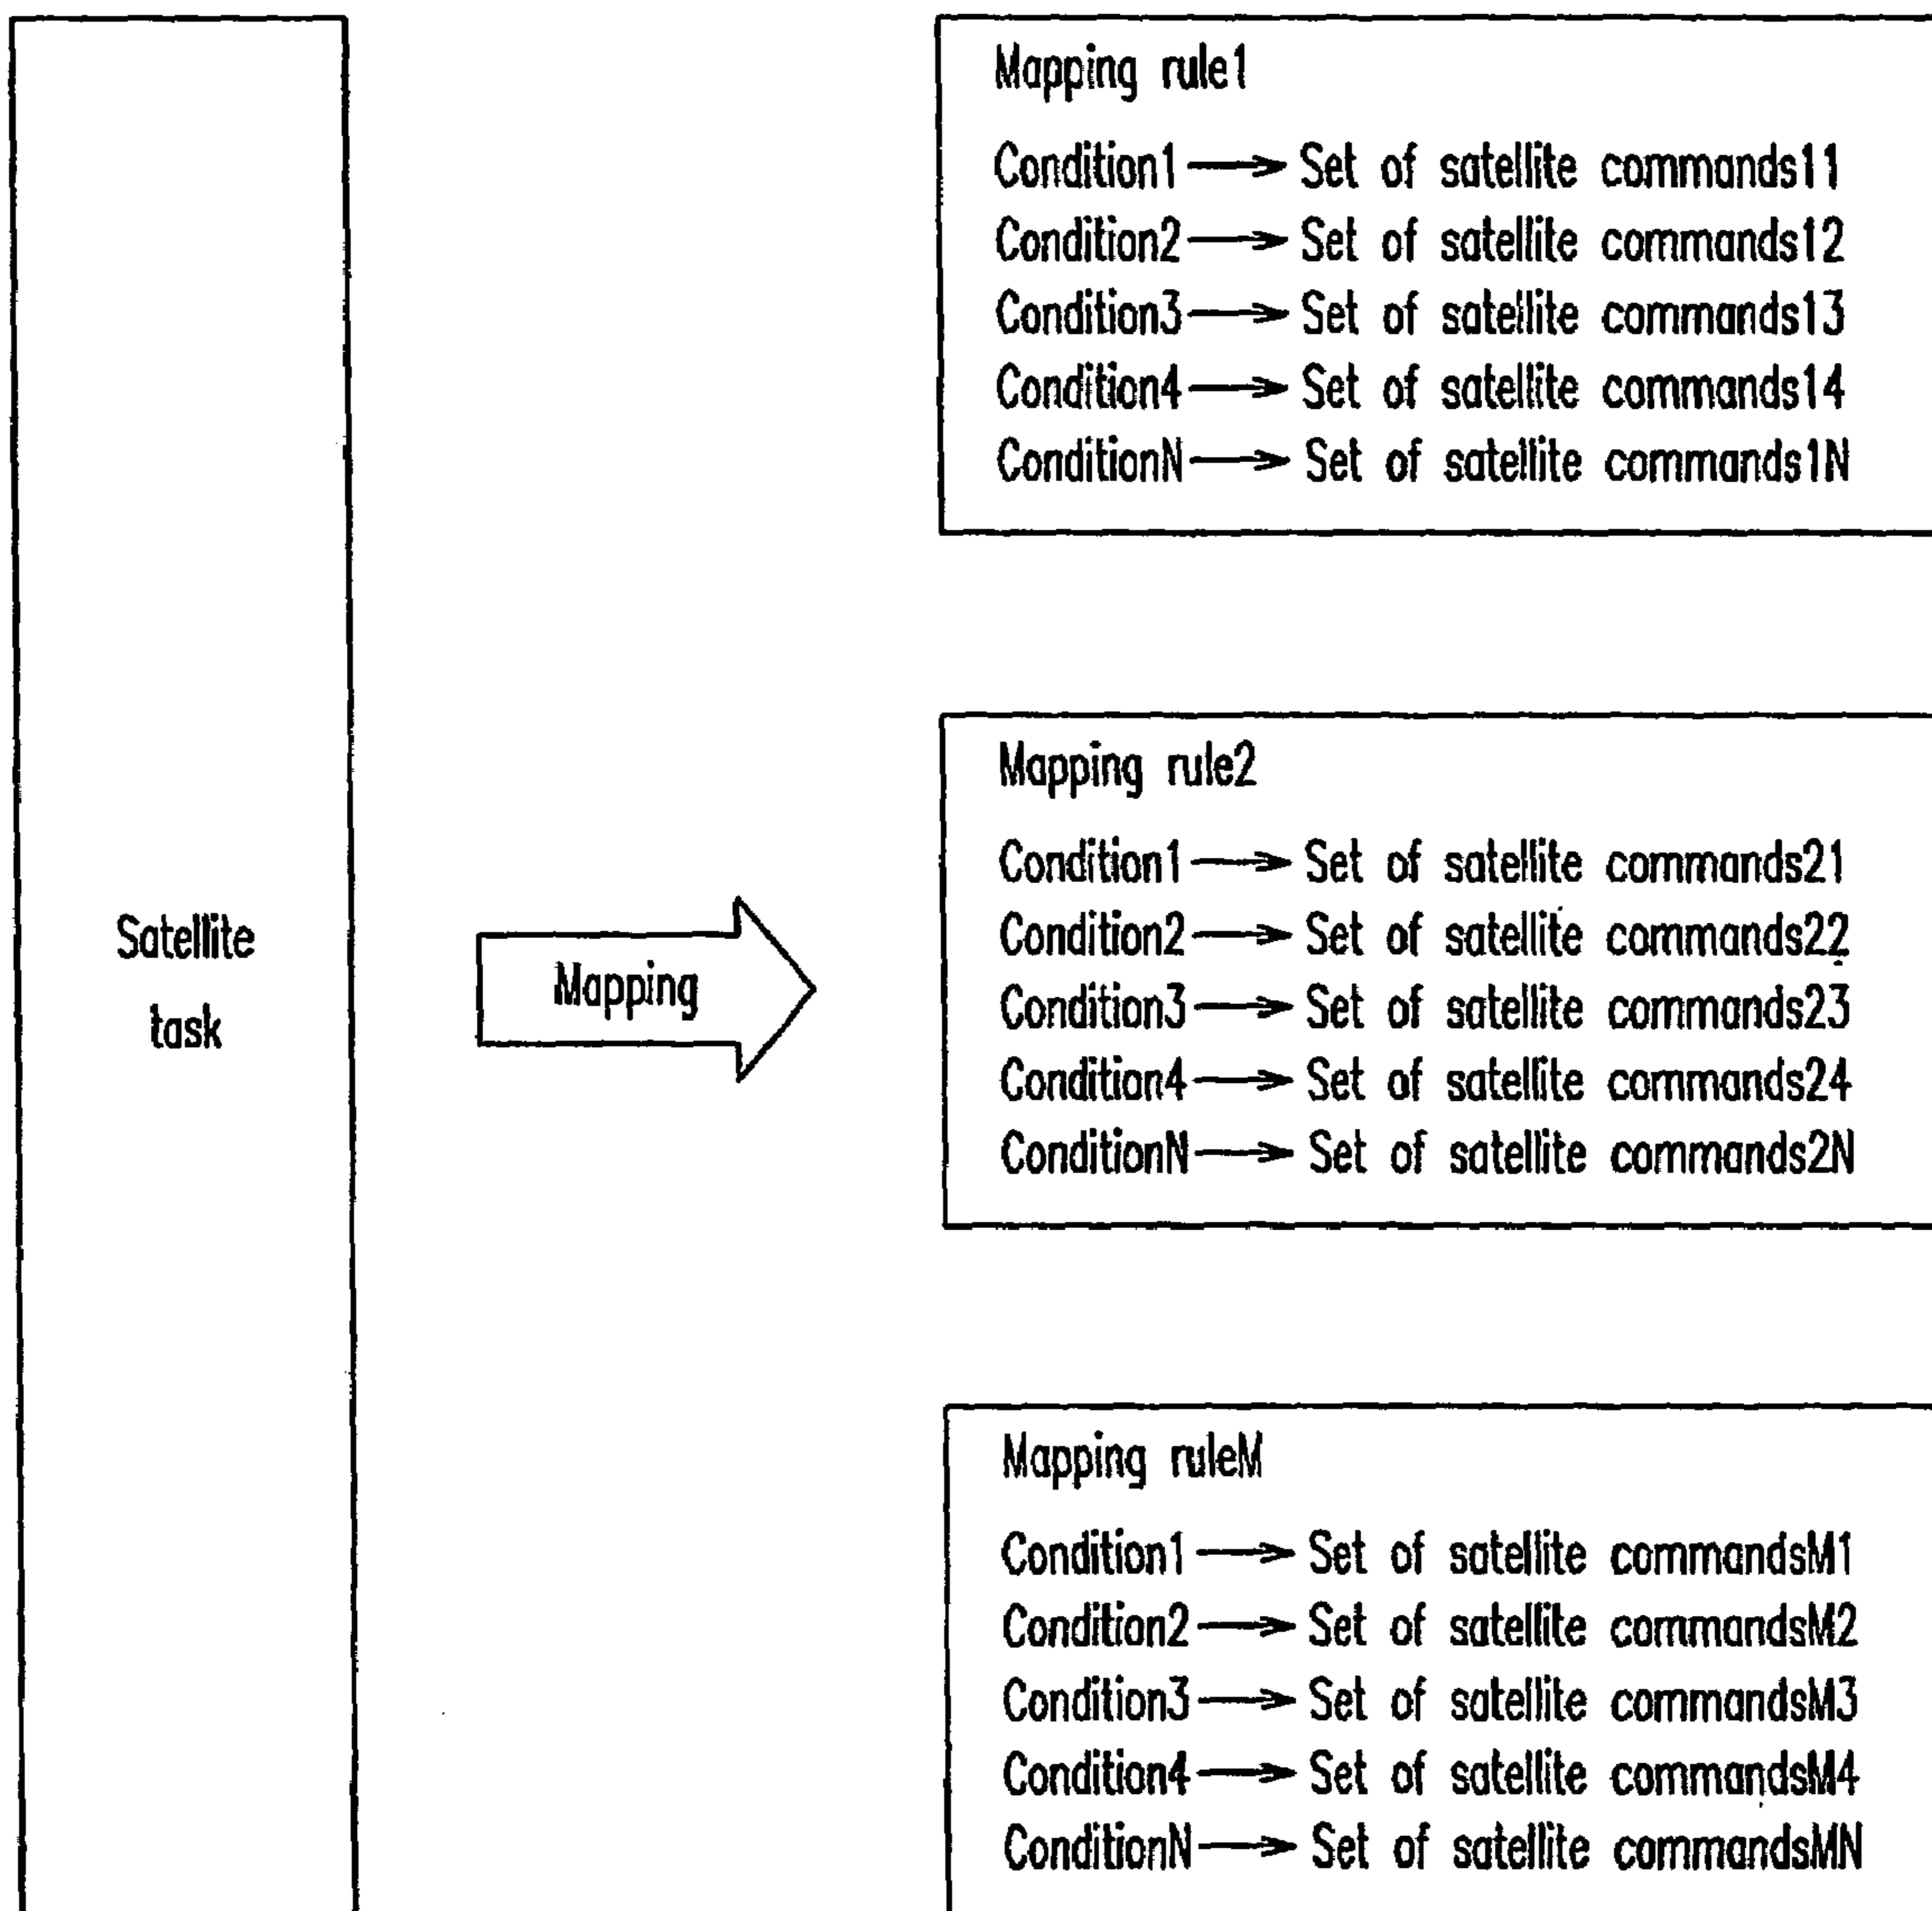 Satellite
task
Mapping
Mapping rule1
Condition1 → Set of satellite commands11
Condition2 → Set of satellite commands12
Condition3 → Set of satellite commands13
Condition4 → Set of satellite commands14
ConditionN → Set of satellite commands1N
Mapping rule2
Condition1 → Set of satellite commands21
Condition2 → Set of satellite commands22
Condition3 → Set of satellite commands23
Condition4 → Set of satellite commands24
ConditionN → Set of satellite commands2N
Mapping ruleM
Condition1 → Set of satellite commandsM1
Condition2 → Set of satellite commandsM2
Condition3 → Set of satellite commandsM3
Condition4 → Set of satellite commandsM4
ConditionN → Set of satellite commandsMN